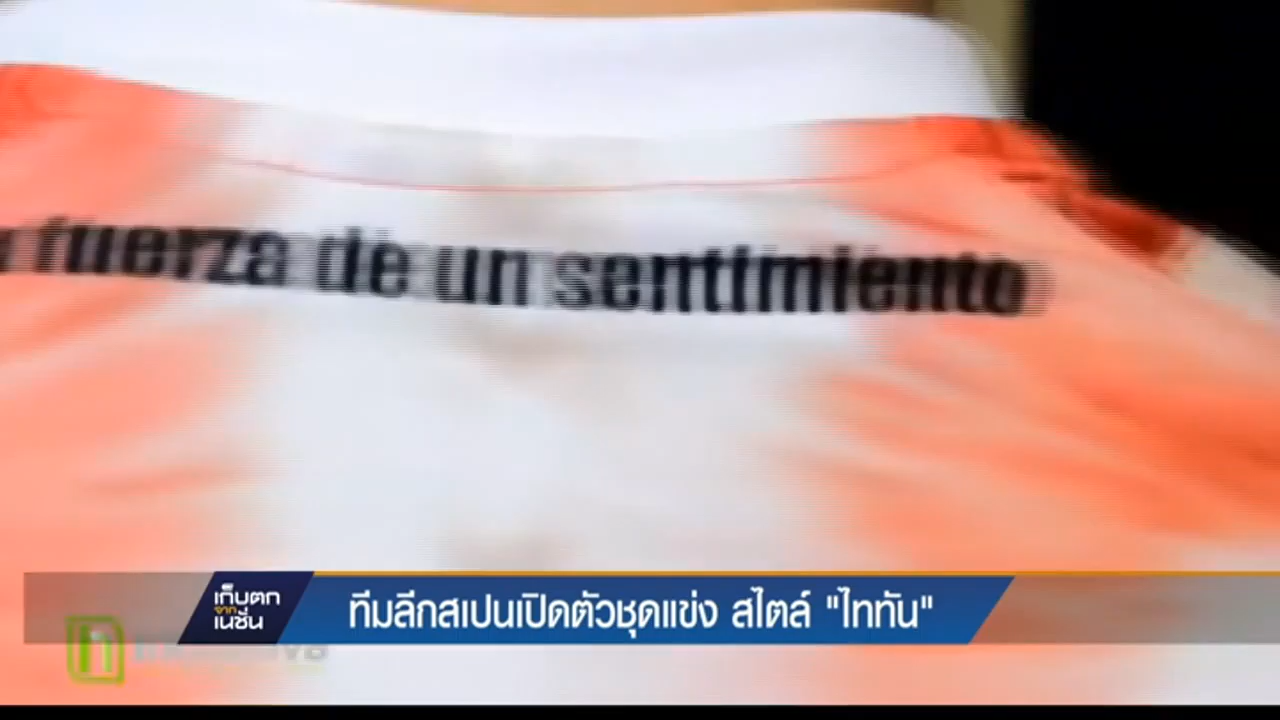 fuerza de un sentimiento
เก็บตก
จาก
เนชั่น
ทีมลีกสเปนเปิดตัวชุดแข่ง สไตล์ "ไททัน"